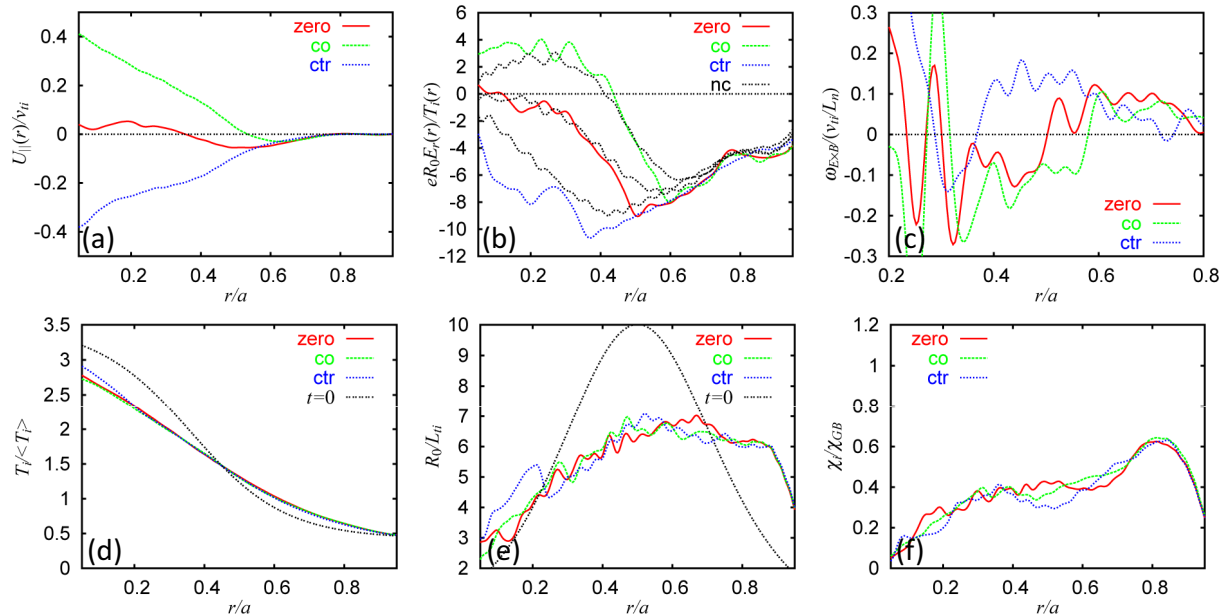 zero
co
ctr
0.4
0.2
0
-0.2
-0.4
U||(r)/vti
(a)
0.2 0.4 0.6 0.8
r/a
zero
co
ctr
nc
6
4
2
0
-2
-4
-6
-8
-10
-12
eR0Er(r)/Ti(r)
(b)
0.2 0.4 0.6 0.8
r/a
0.3
0.2
0.1
0
-0.1
-0.2
-0.3
ωE×B/(vti/Ln)
zero
co
ctr
(c)
0.2 0.4 0.6 0.8
r/a
zero
co
ctr
t=0
3.5
3
2.5
2
1.5
1
0.5
0
Ti/<Ti>
(d)
0.2 0.4 0.6 0.8
r/a
zero
co
ctr
t=0
10
9
8
7
6
5
4
3
2
R0/Lti
(e)
0.2 0.4 0.6 0.8
r/a
zero
co
ctr
1.2
1
0.8
0.6
0.4
0.2
0
χi/χGB
(f)
0.2 0.4 0.6 0.8
r/a